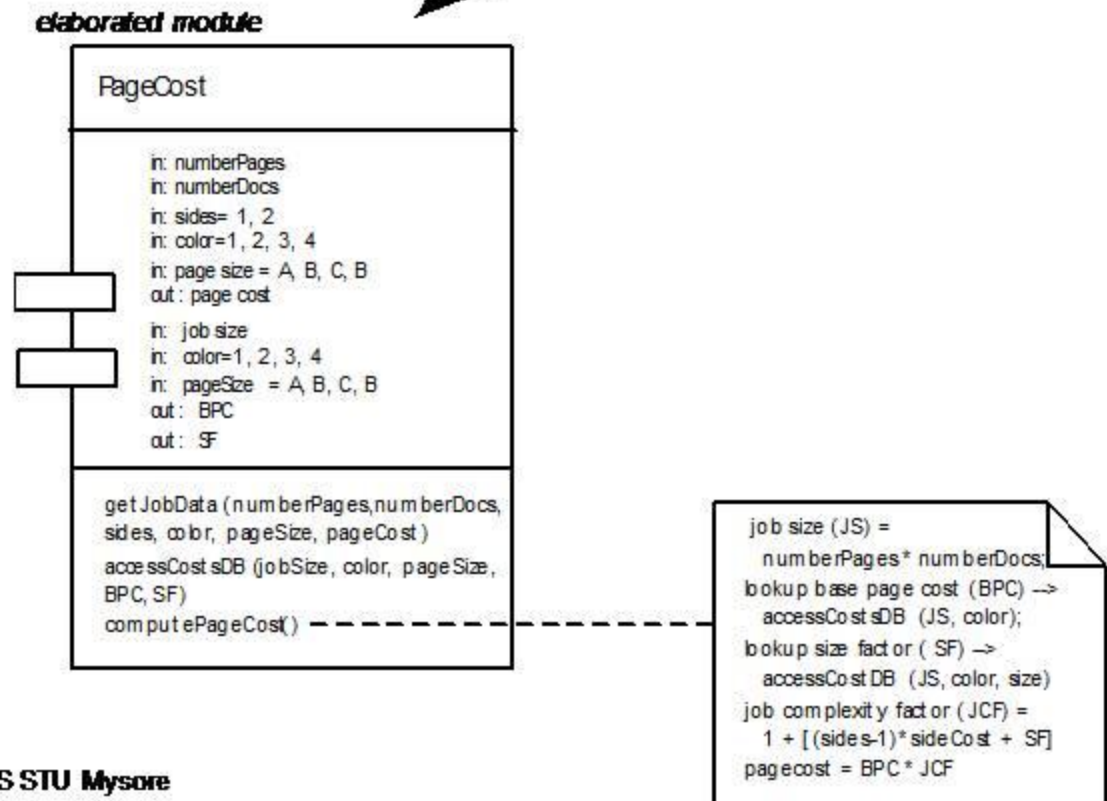 elaborated module
PageCost
in: numberPages
in: numberDocs
in: sides= 1, 2
in: color=1, 2, 3, 4
in: page size = A, B, C, B
out: page cost
in: job size
in: color=1, 2, 3, 4
in: pageSize = A, B, C, B
out: BPC
out: SF
getJobData (numberPages,numberDocs,
sides, color, pageSize, pageCost)
accessCostsDB (jobSize, color, pageSize,
BPC, SF)
computePageCost()
job size (JS) =
numberPages* numberDocs;
lookup base page cost (BPC) -->
accessCostsDB (JS, color);
lookup size factor (SF) -->
accessCostDB (JS, color, size)
job complexity factor (JCF) =
1 + [(sides-1)*sideCost + SF]
pagecost = BPC * JCF
S STU Mysore